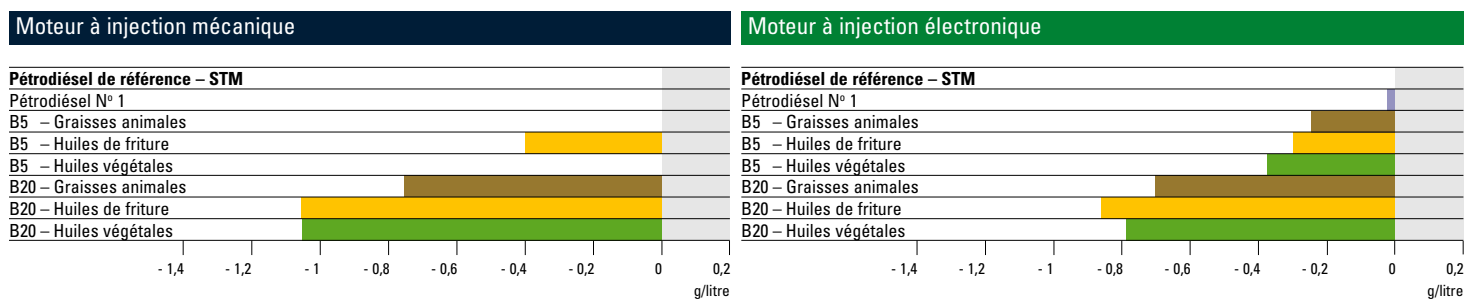 Moteur à injection mécanique
Pétrodiésel de référence – STM
Pétrodiésel Nº 1
B5 – Graisses animales
B5 – Huiles de friture
B5 – Huiles végétales
B20 – Graisses animales
B20 – Huiles de friture
B20 – Huiles végétales
- 1,4 - 1,2 - 1 - 0,8 - 0,6 - 0,4 - 0,2 0 0,2
g/litre
Moteur à injection électronique
Pétrodiésel de référence – STM
Pétrodiésel Nº 1
B5 – Graisses animales
B5 – Huiles de friture
B5 – Huiles végétales
B20 – Graisses animales
B20 – Huiles de friture
B20 – Huiles végétales
- 1,4 - 1,2 - 1 - 0,8 - 0,6 - 0,4 - 0,2 0 0,2
g/litre